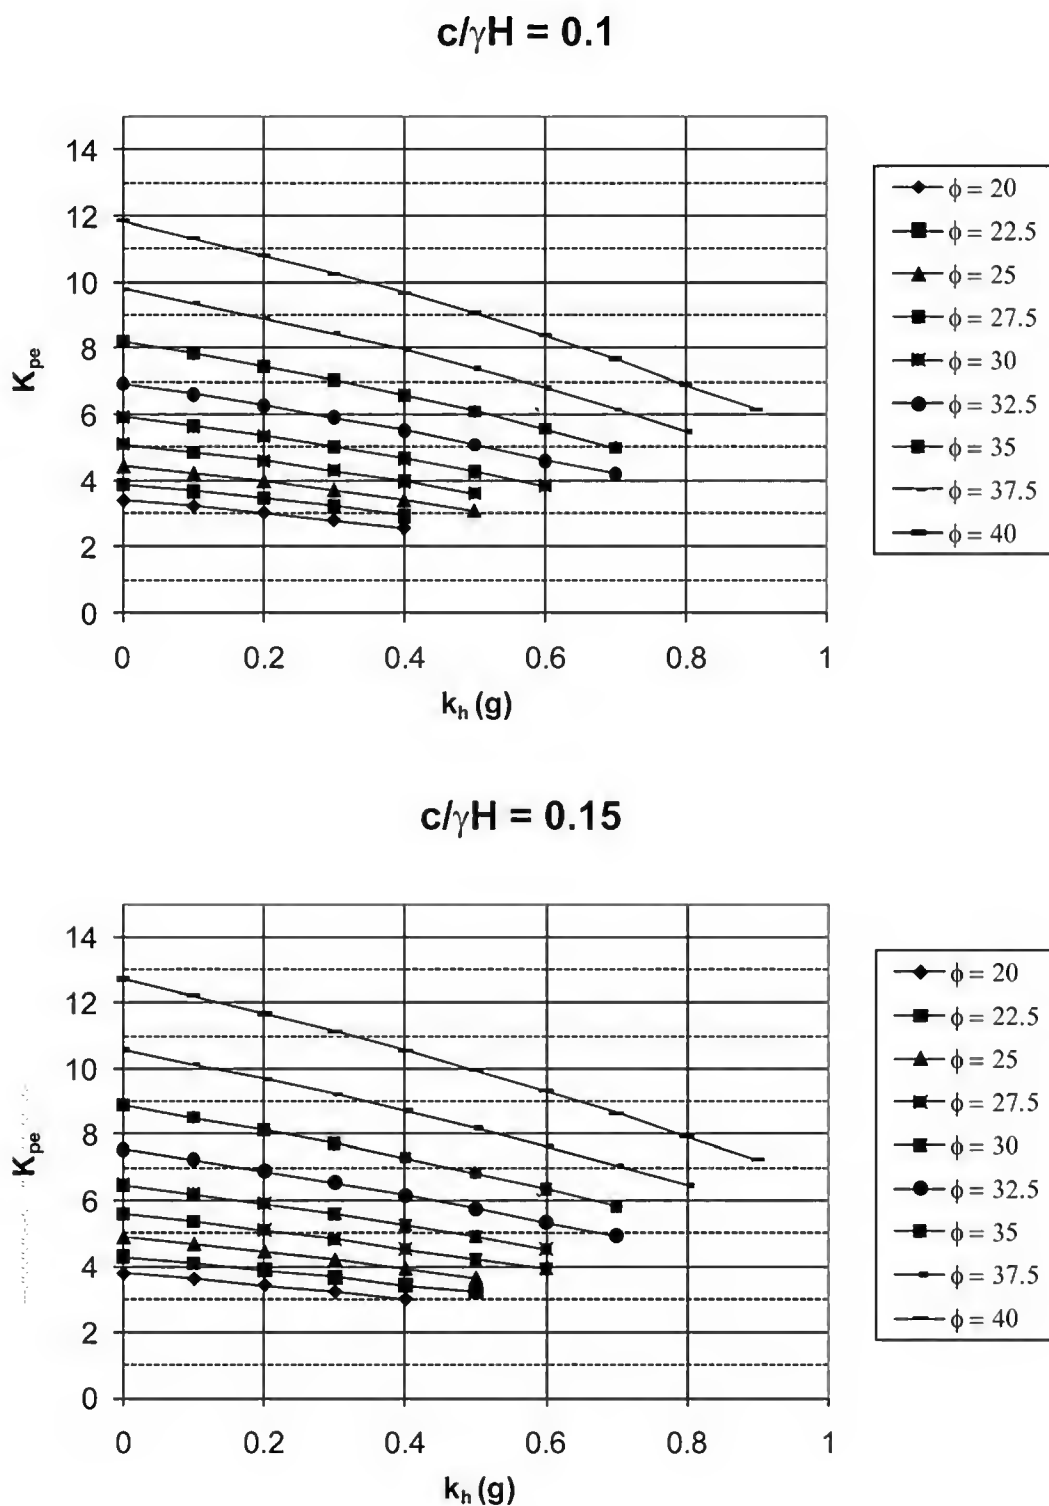 c/γH = 0.1
14
12
10
8
6
4
2
0
K_pe
0 0.2 0.4 0.6 0.8 1
k_h (g)
ϕ = 20
ϕ = 22.5
ϕ = 25
ϕ = 27.5
ϕ = 30
ϕ = 32.5
ϕ = 35
ϕ = 37.5
ϕ = 40
c/γH = 0.15
14
12
10
8
6
4
2
0
K_pe
0 0.2 0.4 0.6 0.8 1
k_h (g)
ϕ = 20
ϕ = 22.5
ϕ = 25
ϕ = 27.5
ϕ = 30
ϕ = 32.5
ϕ = 35
ϕ = 37.5
ϕ = 40